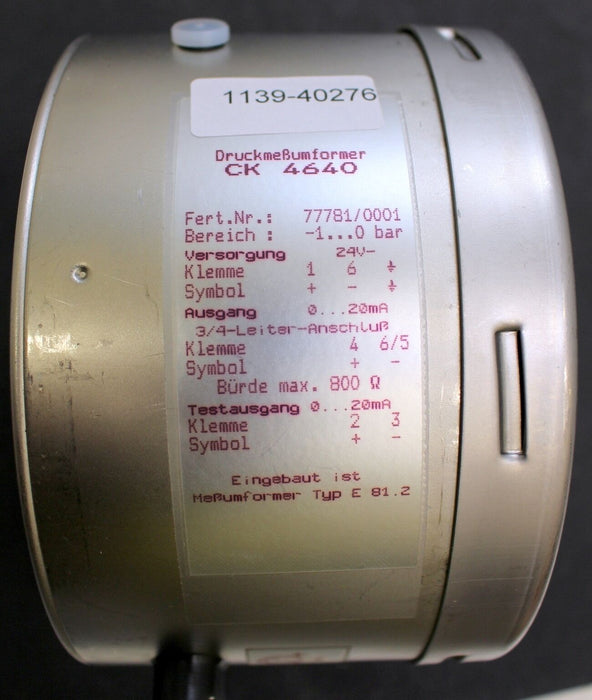 1139-40276
Druckmeßumformer
CK 4640
Fert.Nr.: 77781/0001
Bereich : -1...0 bar
Versorgung 24V-
Klemme 1 6 ⏚
Symbol + - ⏚
Ausgang 0...20mA
3/4-Leiter-Anschluß
Klemme 4 6/5
Symbol + -
Bürde max. 800 Ω
Testausgang 0...20mA
Klemme 2 3
Symbol + -
Eingebaut ist
Meßumformer Typ E 81.2